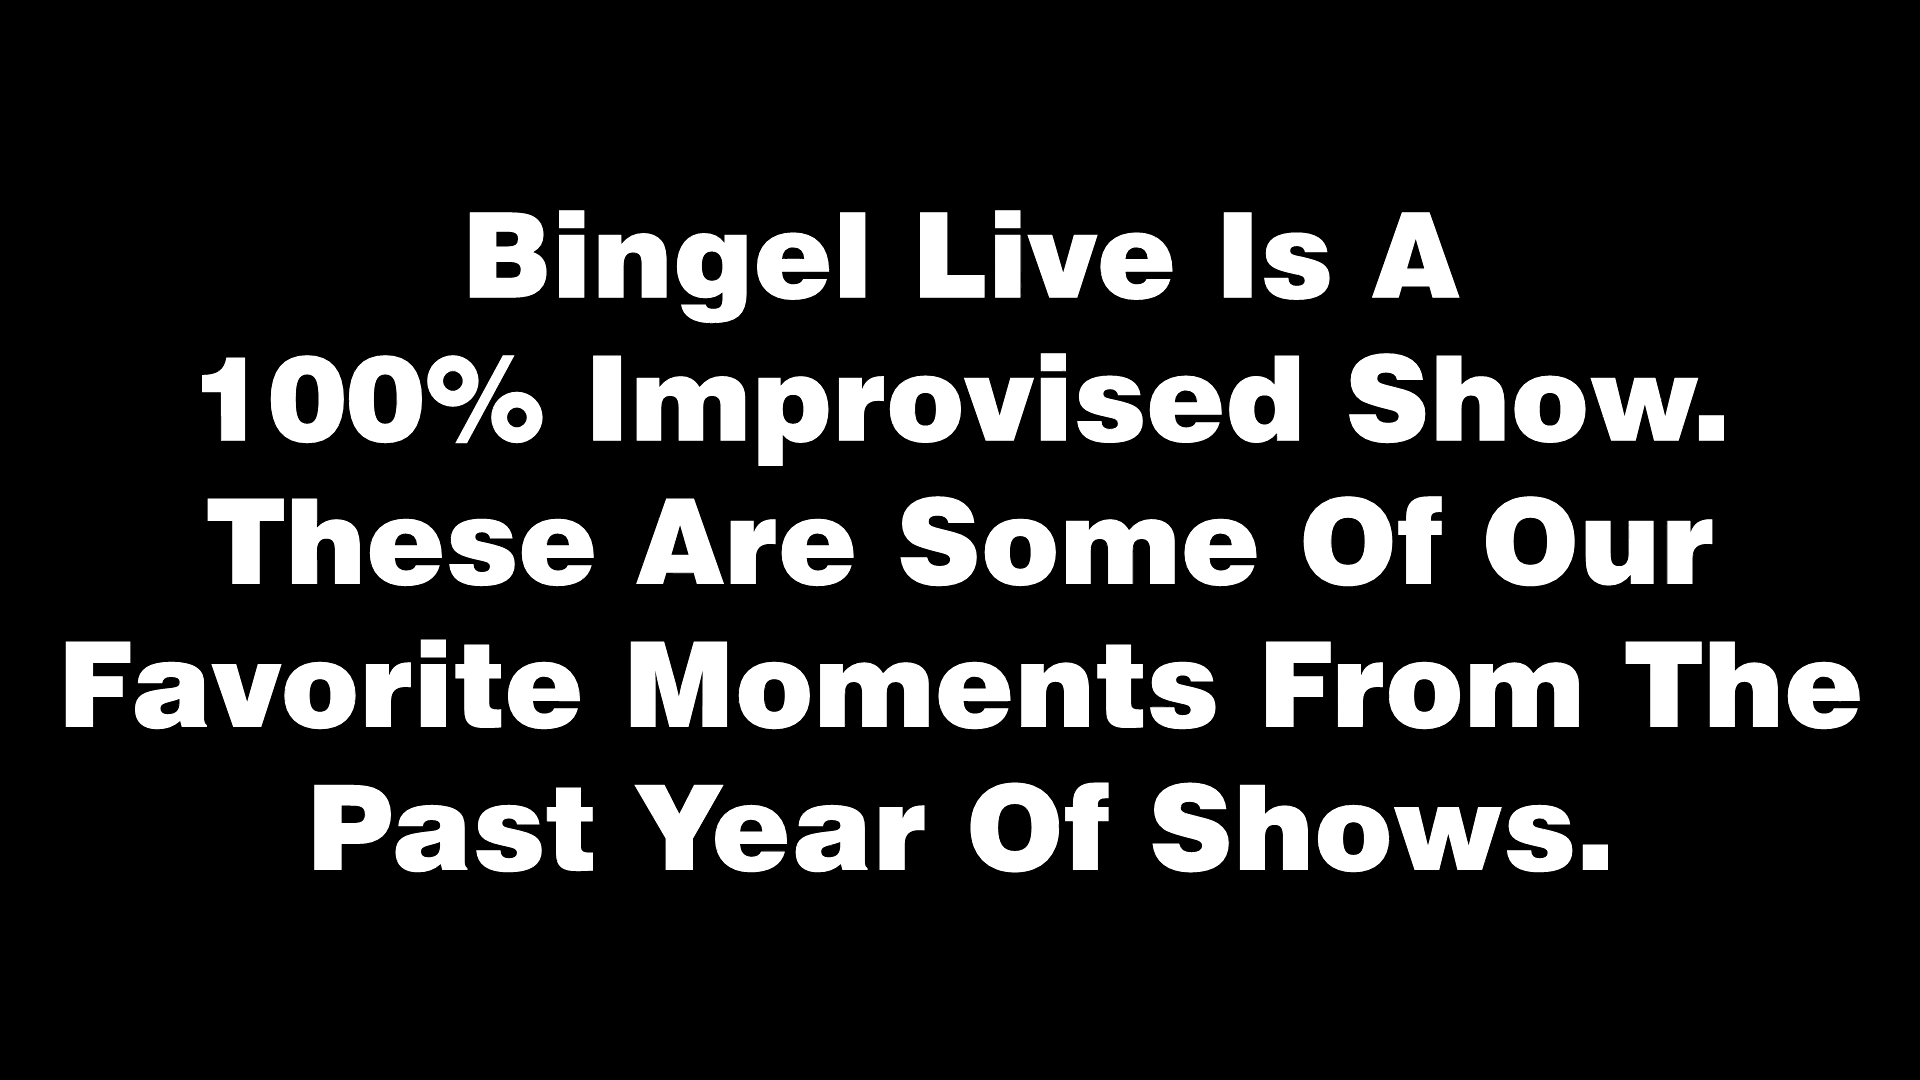 Bingel Live Is A
100% Improvised Show.
These Are Some Of Our
Favorite Moments From The
Past Year Of Shows.